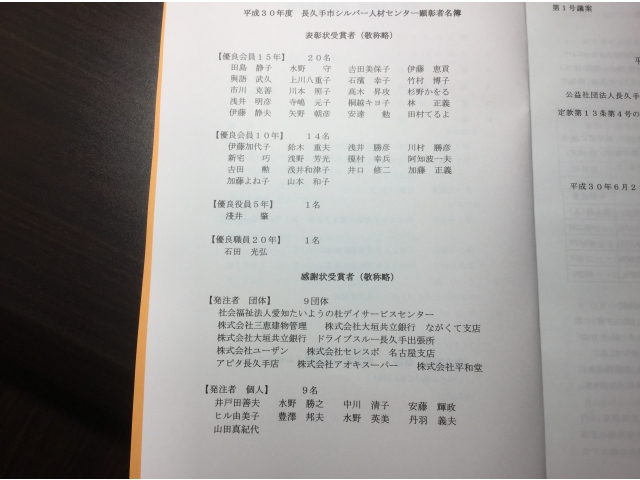 平成３０年度　長久手市シルバー人材センター顕彰者名簿
表彰状受賞者（敬称略）
【優良会員１５年】　２０名
田島　静子　水野　　守　吉田美保子　伊藤　恵貢
興語　武久　上川八重子　石濱　幸子　竹村　博子
市川　克善　川本　照子　高木　昇攻　杉野かをる
浅井　明彦　寺嶋　元子　桐越キヨ子　林　　正義
伊藤　静夫　矢野　朝彦　安達　　勉　田村てるよ
【優良会員１０年】　１４名
伊藤加代子　鈴木　重夫　浅井　勝彦　川村　勝彦
新宅　　巧　浅野　芳光　榎村　幸兵　阿知波一夫
吉田　　勲　浅井和津子　井口　修二　加藤　正義
加藤よね子　山本　和子
【優良役員５年】　１名
淺井　　肇
【優良職員２０年】　１名
石田　光弘
感謝状受賞者（敬称略）
【発注者　団体】　９団体
社会福祉法人愛知たいようの杜デイサービスセンター
株式会社三恵建物管理　株式会社大垣共立銀行　ながくて支店
株式会社大垣共立銀行　ドライブスルー長久手出張所
株式会社ユーザン　株式会社セレスポ　名古屋支店
アピタ長久手店　株式会社アオキスーパー　株式会社平和堂
【発注者　個人】　９名
井戸田善夫　水野　勝之　中川　清子　安藤　輝政
ヒル由美子　豊澤　邦夫　水野　英美　丹羽　義夫
山田真紀代
第１号議案
平
公益社団法人長久手
定款第１３条第４号の
平成３０年６月２